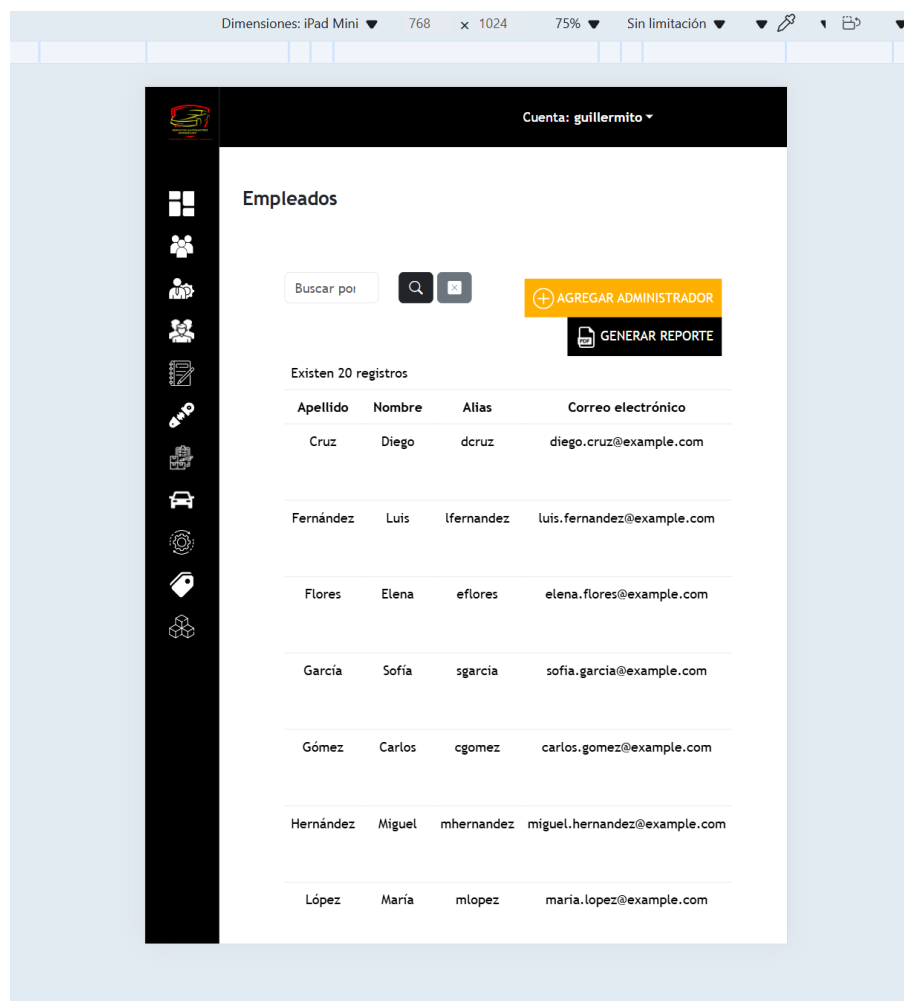 Dimensiones: iPad Mini 768 x 1024 75% Sin limitación
Cuenta: guillermito
Empleados
Buscar por
AGREGAR ADMINISTRADOR
PDF GENERAR REPORTE
Existen 20 registros
Apellido Nombre Alias Correo electrónico
Cruz Diego dcruz diego.cruz@example.com
Fernández Luis lfernandez luis.fernandez@example.com
Flores Elena eflores elena.flores@example.com
García Sofía sgarcia sofia.garcia@example.com
Gómez Carlos cgomez carlos.gomez@example.com
Hernández Miguel mhernandez miguel.hernandez@example.com
López María mlopez maria.lopez@example.com